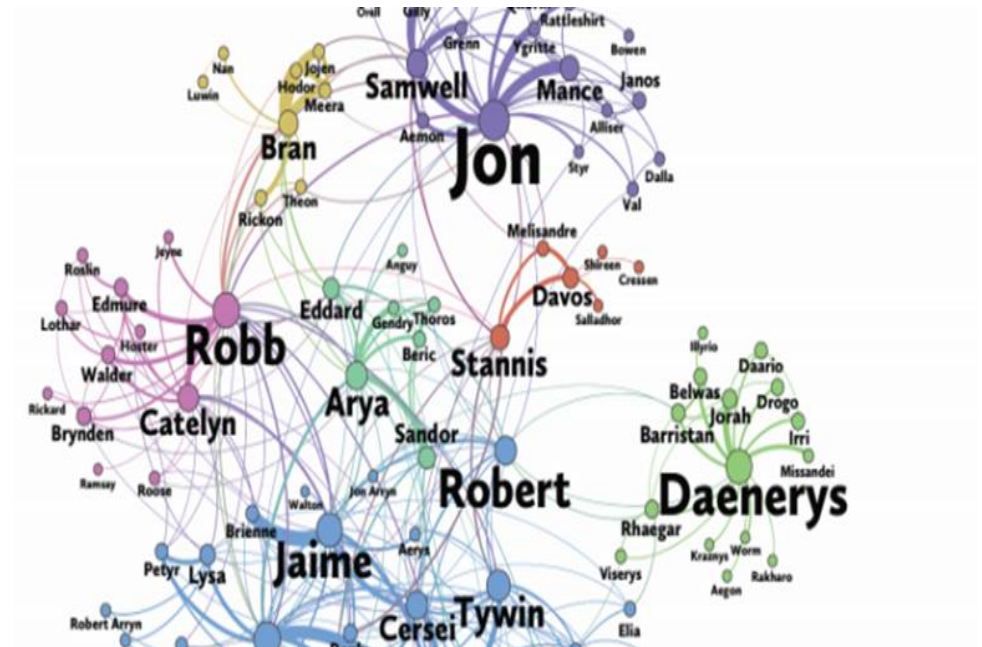 Orell
Gilly
Rattleshirt
Grenn
Ygritte
Bowen
Nan
Jojen
Hodor
Luwin
Meera
Samwell
Mance
Janos
Aemon
Alliser
Bran
Jon
Styr
Dalla
Rickon
Theon
Val
Melisandre
Jeyne
Roslin
Anguy
Shireen
Cressen
Edmure
Eddard
Davos
Lothar
Gendry
Thoros
Salladhor
Hoster
Robb
Beric
Stannis
Illyrio
Walder
Daario
Rickard
Arya
Belwas
Drogo
Brynden
Catelyn
Jorah
Sandor
Barristan
Irri
Missandei
Ramsay
Roose
Jon Arryn
Robert
Daenerys
Walton
Brienne
Rhaegar
Jaime
Aerys
Kraznys
Worm
Petyr
Lysa
Viserys
Rakharo
Aegon
Robert Arryn
Cersei
Tywin
Elia